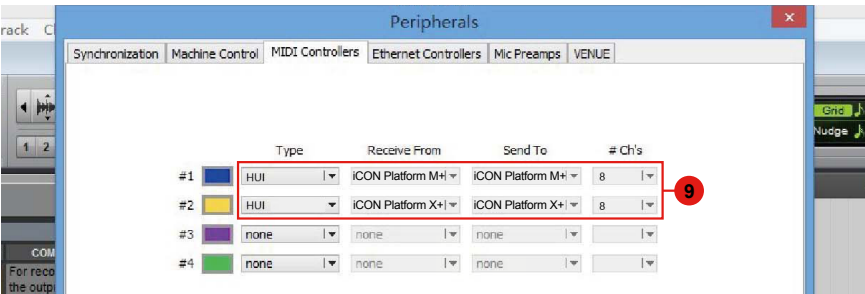 Peripherals
rack
Synchronization Machine Control MIDI Controllers Ethernet Controllers Mic Preamps VENUE
Grid
1 2
Nudge
Type Receive From Send To # Ch's
#1 HUI iCON Platform M+ iCON Platform M+ 8
9
#2 HUI iCON Platform X+ iCON Platform X+ 8
#3 none none none
#4 none none none
COM
For reco
the outp